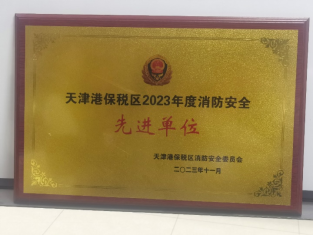 天津港保税区2023年度消防安全
先进单位
天津港保税区消防安全委员会
二〇二三年十一月